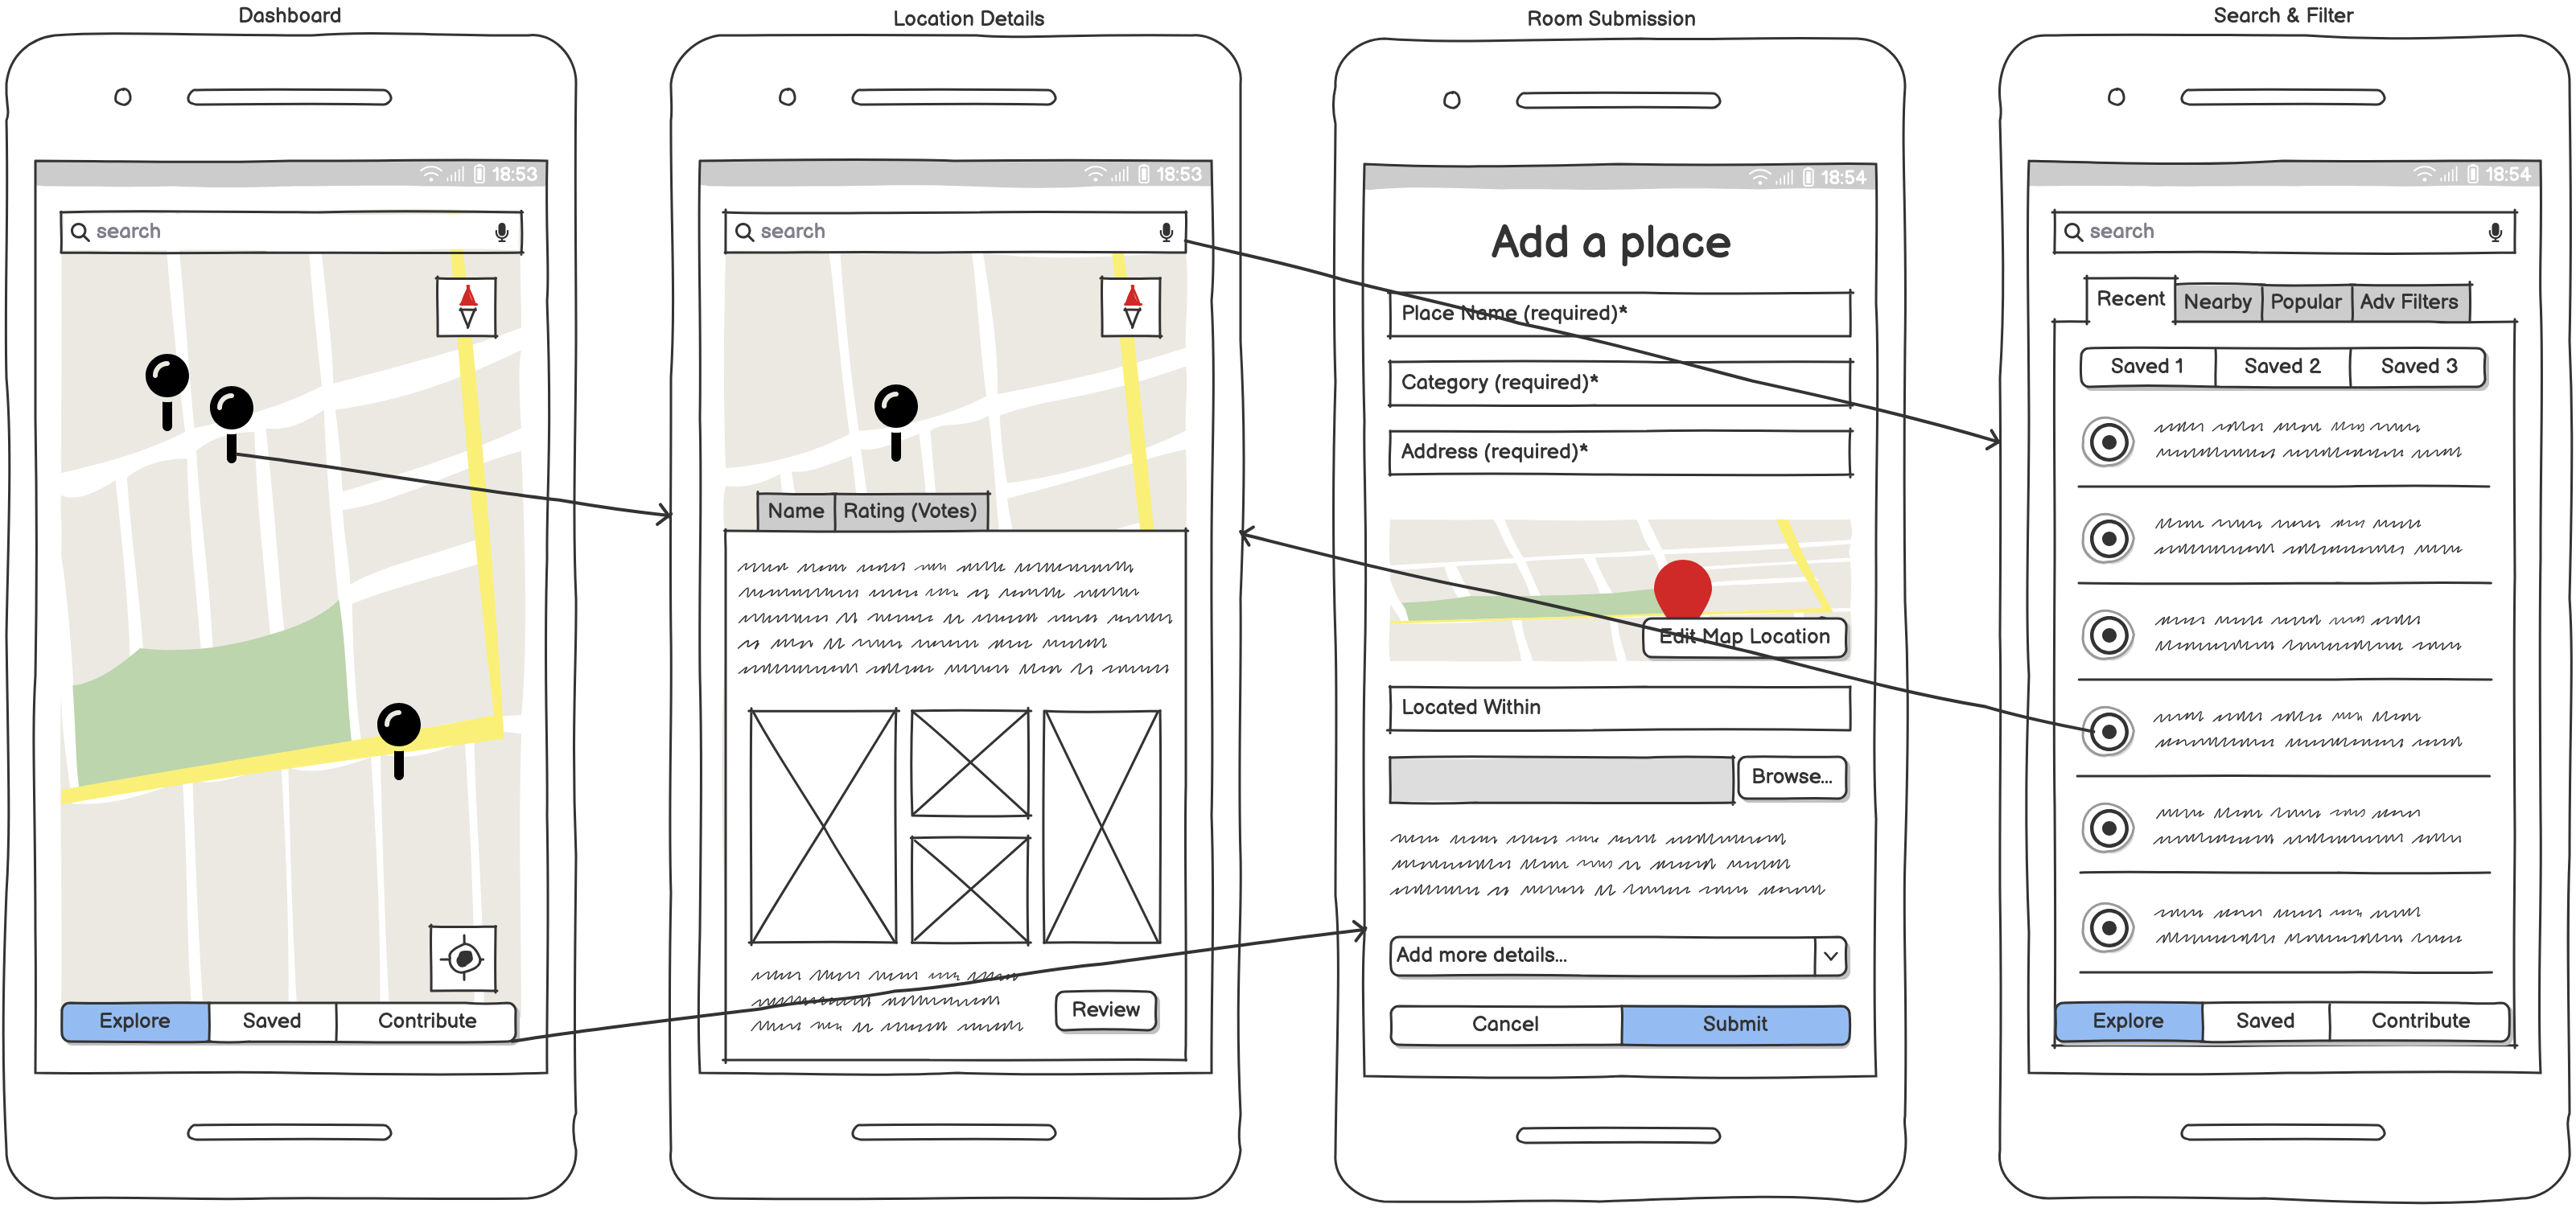 Dashboard
18:53
search
Explore
Saved
Contribute
Location Details
18:53
search
Name
Rating (Votes)
Review
Room Submission
18:54
Add a place
Place Name (required)*
Category (required)*
Address (required)*
Edit Map Location
Located Within
Browse...
Add more details...
Cancel
Submit
Search & Filter
18:54
search
Recent
Nearby
Popular
Adv Filters
Saved 1
Saved 2
Saved 3
Explore
Saved
Contribute